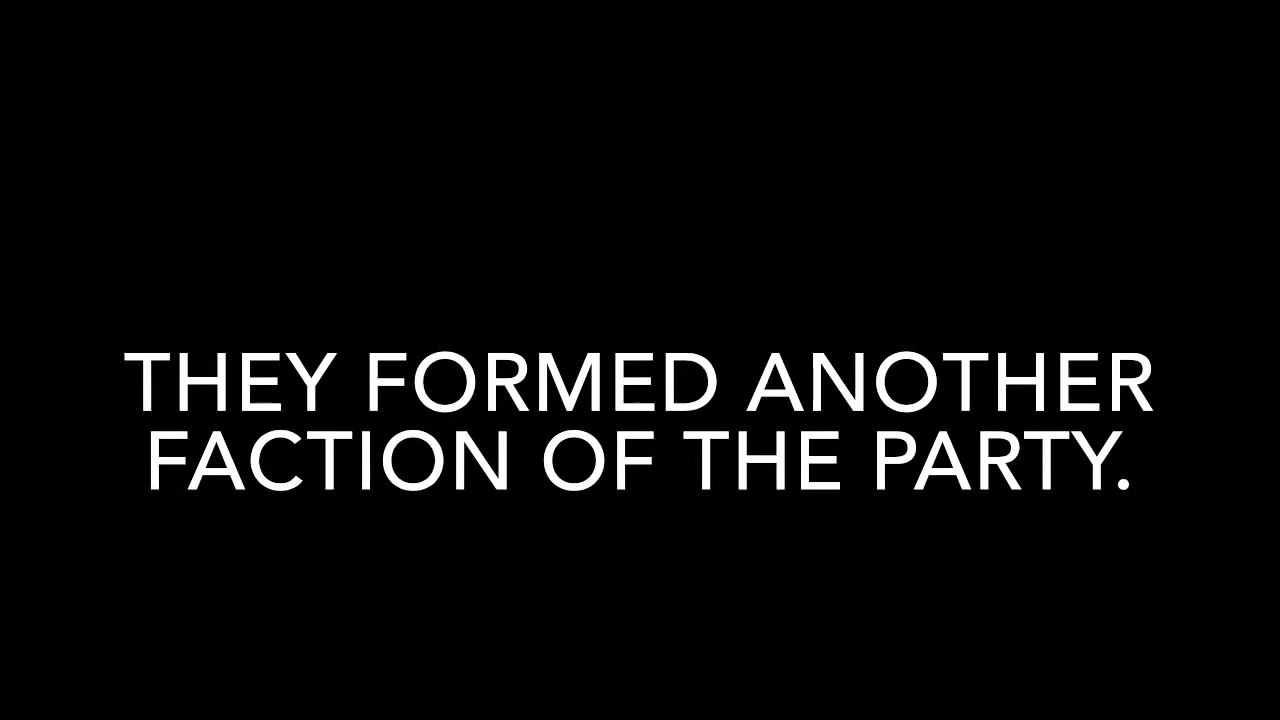 THEY FORMED ANOTHER
FACTION OF THE PARTY.